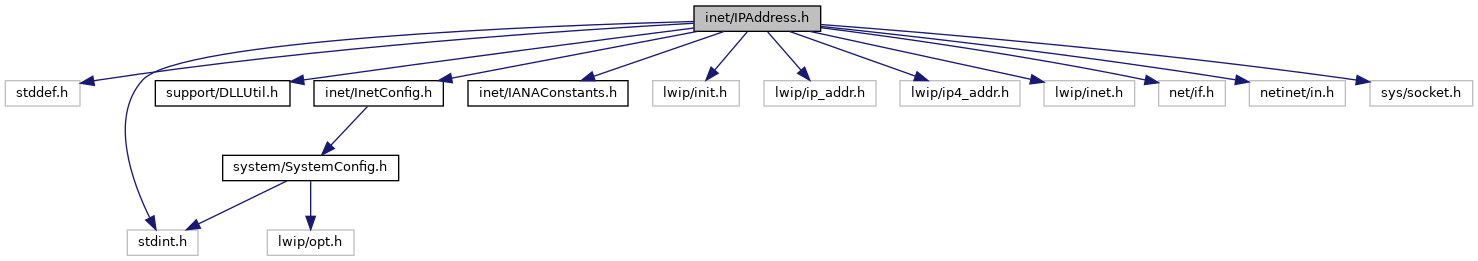 inet/IPAddress.h
stddef.h
support/DLLUtil.h
inet/InetConfig.h
inet/IANAConstants.h
lwip/init.h
lwip/ip_addr.h
lwip/ip4_addr.h
lwip/inet.h
net/if.h
netinet/in.h
sys/socket.h
system/SystemConfig.h
stdint.h
lwip/opt.h